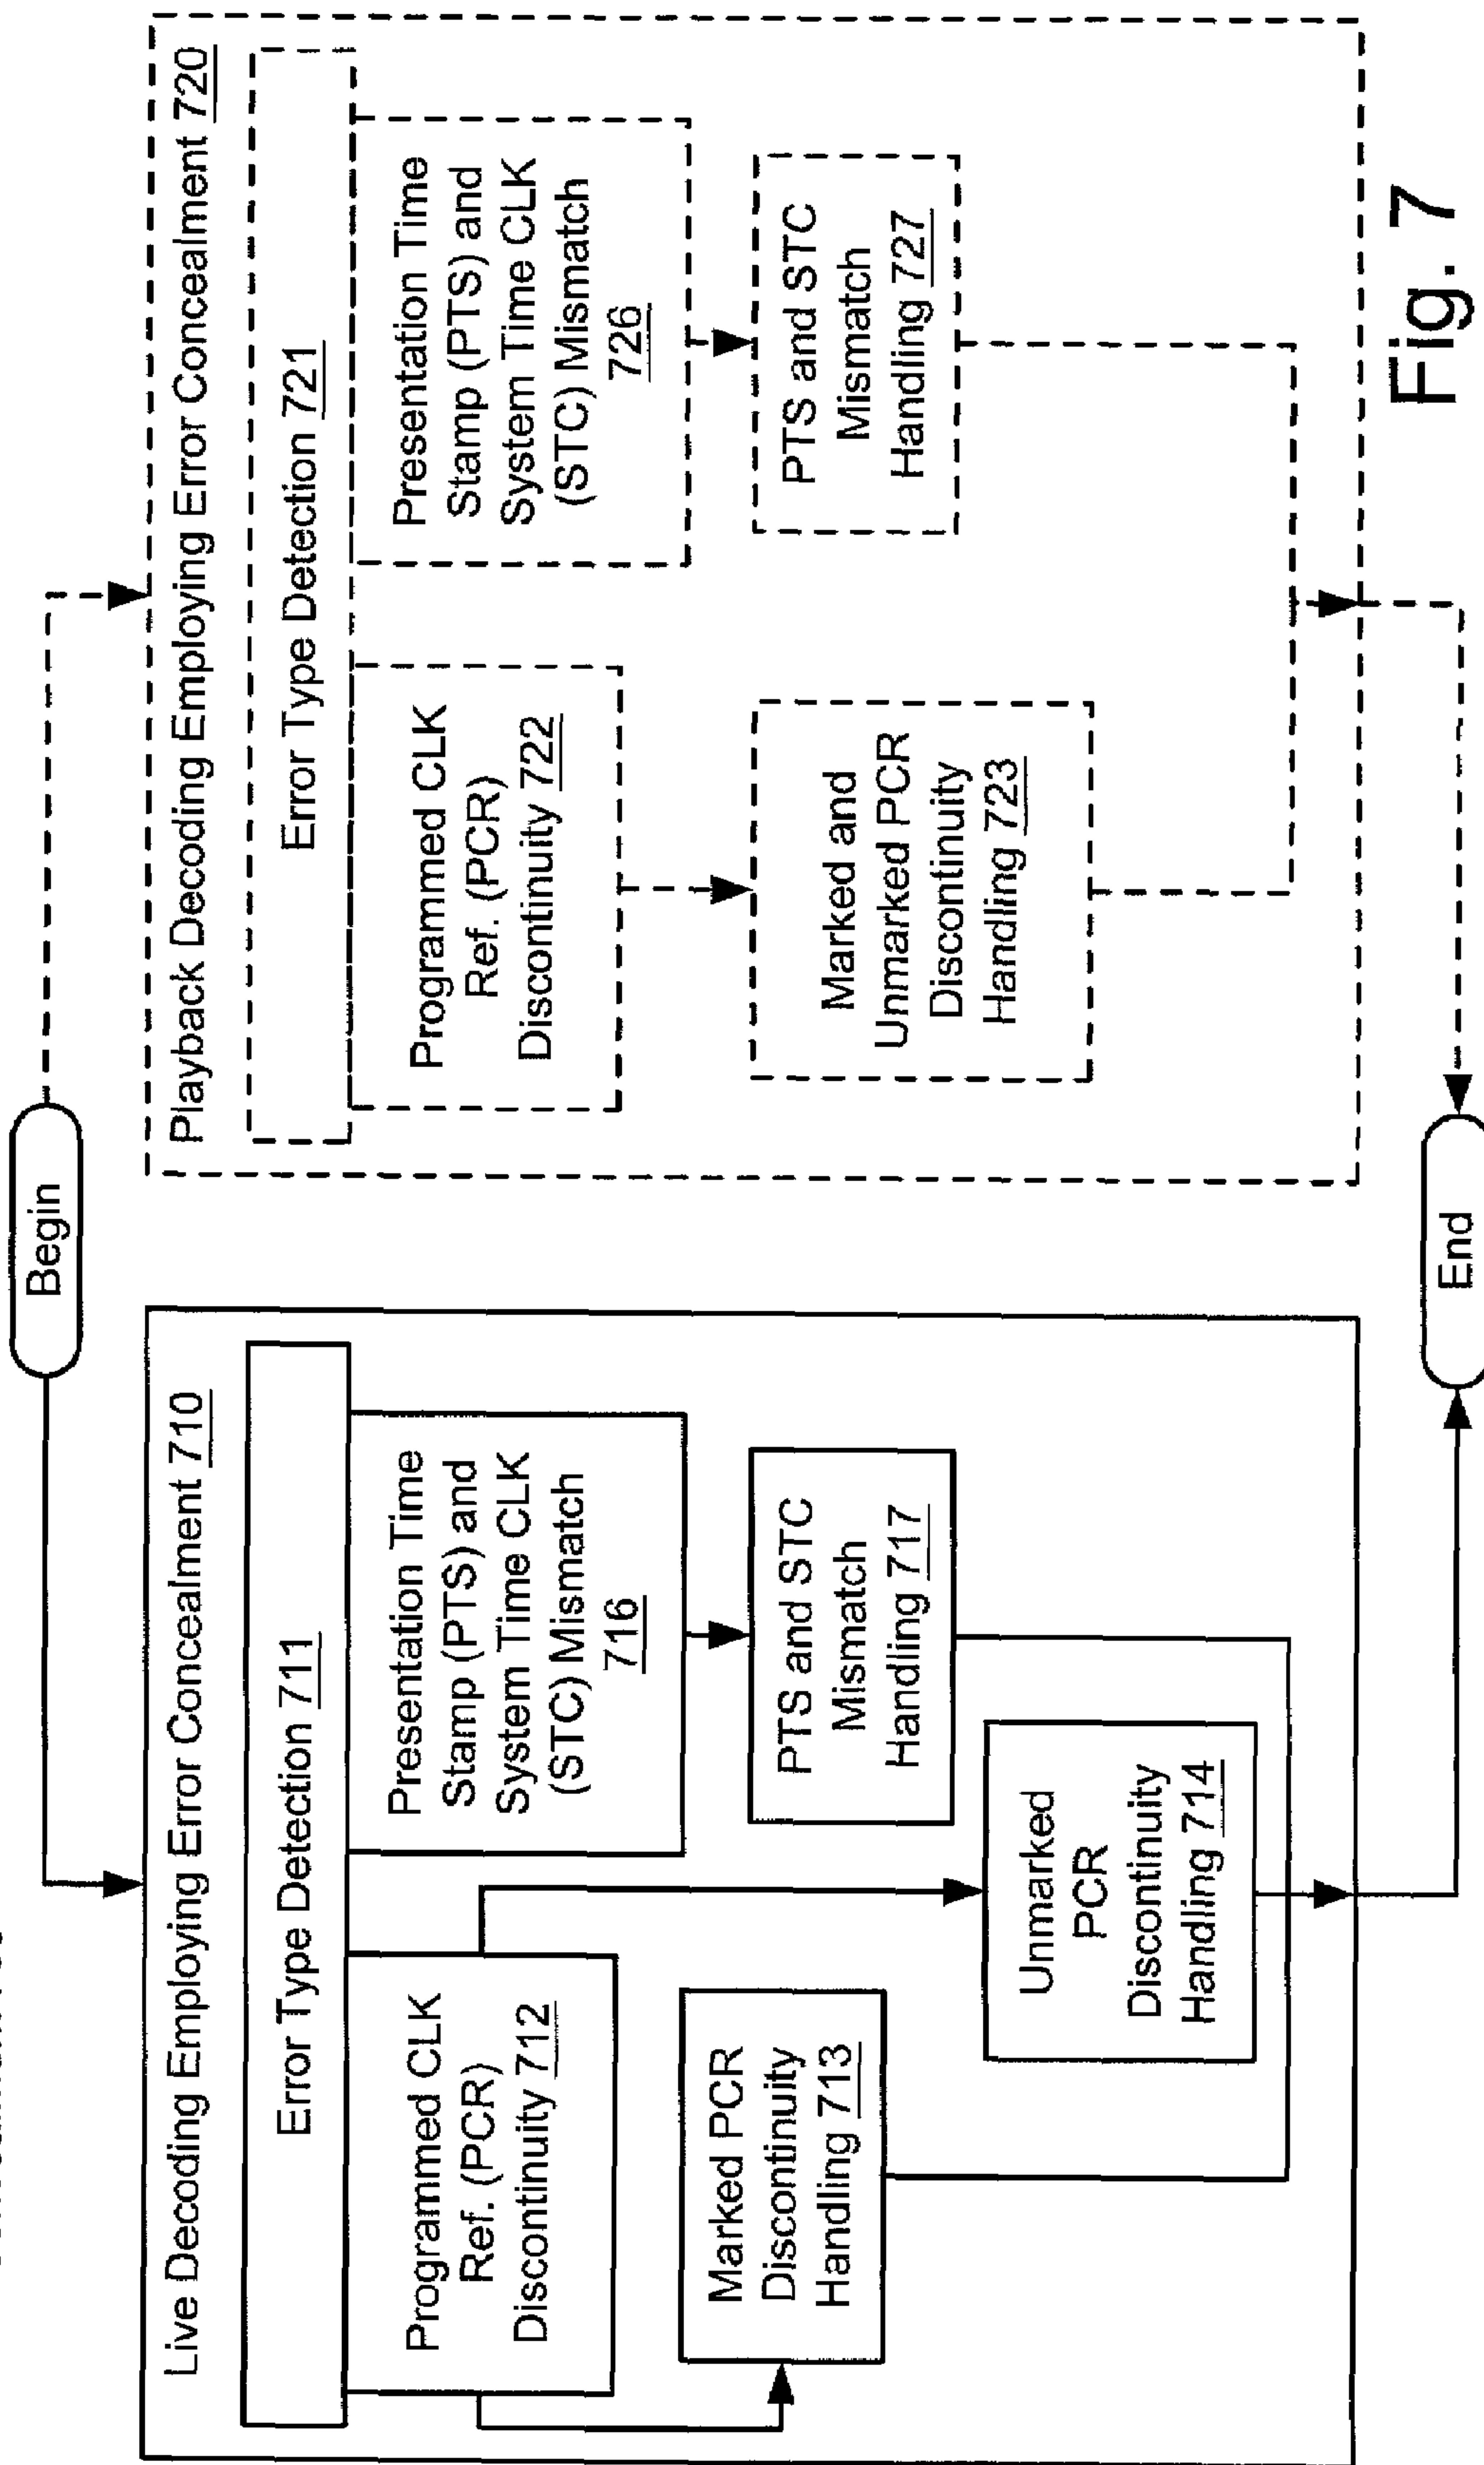 Begin
Live Decoding Employing Error Concealment 710
Error Type Detection 711
Programmed CLK
Ref. (PCR)
Discontinuity 712
Presentation Time
Stamp (PTS) and
System Time CLK
(STC) Mismatch
716
Marked PCR
Discontinuity
Handling 713
PTS and STC
Mismatch
Handling 717
Unmarked
PCR
Discontinuity
Handling 714
Playback Decoding Employing Error Concealment 720
Error Type Detection 721
Programmed CLK
Ref. (PCR)
Discontinuity 722
Presentation Time
Stamp (PTS) and
System Time CLK
(STC) Mismatch
726
Marked and
Unmarked PCR
Discontinuity
Handling 723
PTS and STC
Mismatch
Handling 727
End
Fig. 7